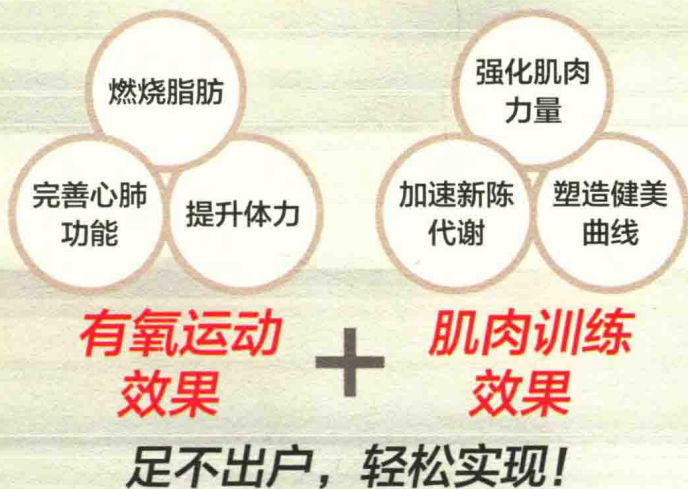 燃烧脂肪
完善心肺
功能
提升体力
强化肌肉
力量
加速新陈
代谢
塑造健美
曲线
有氧运动
效果
+
肌肉训练
效果
足不出户，轻松实现！